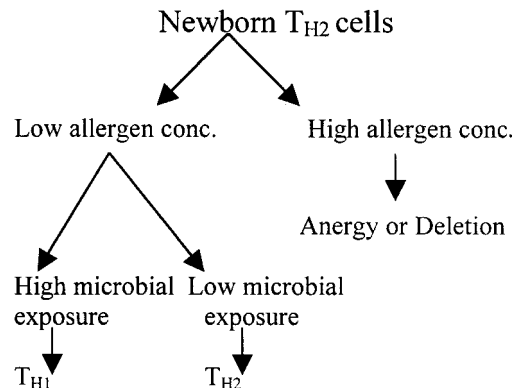 Newborn TH2 cells
Low allergen conc.
High allergen conc.
Anergy or Deletion
High microbial
exposure
Low microbial
exposure
TH1
TH2